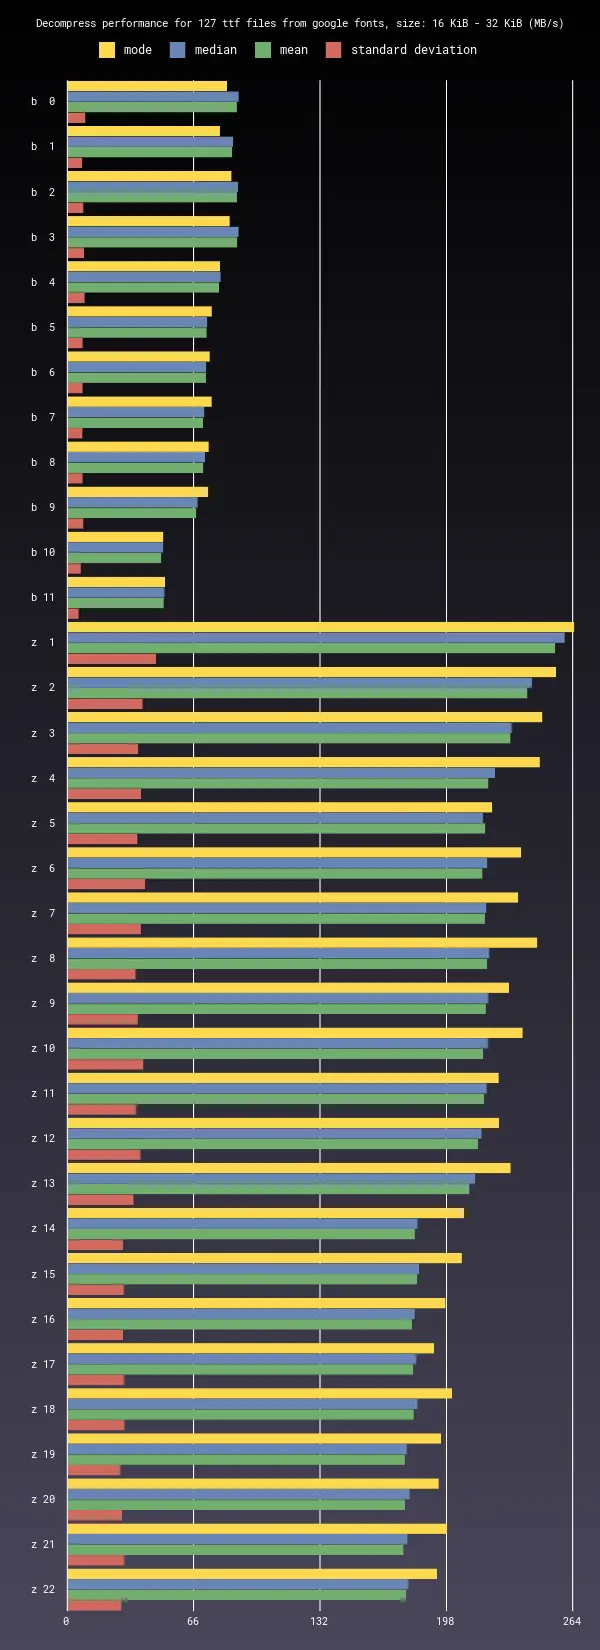 Decompress performance for 127 ttf files from google fonts, size: 16 KiB - 32 KiB (MB/s)
mode median mean standard deviation
b 0
b 1
b 2
b 3
b 4
b 5
b 6
b 7
b 8
b 9
b 10
b 11
z 1
z 2
z 3
z 4
z 5
z 6
z 7
z 8
z 9
z 10
z 11
z 12
z 13
z 14
z 15
z 16
z 17
z 18
z 19
z 20
z 21
z 22
0 66 132 198 264